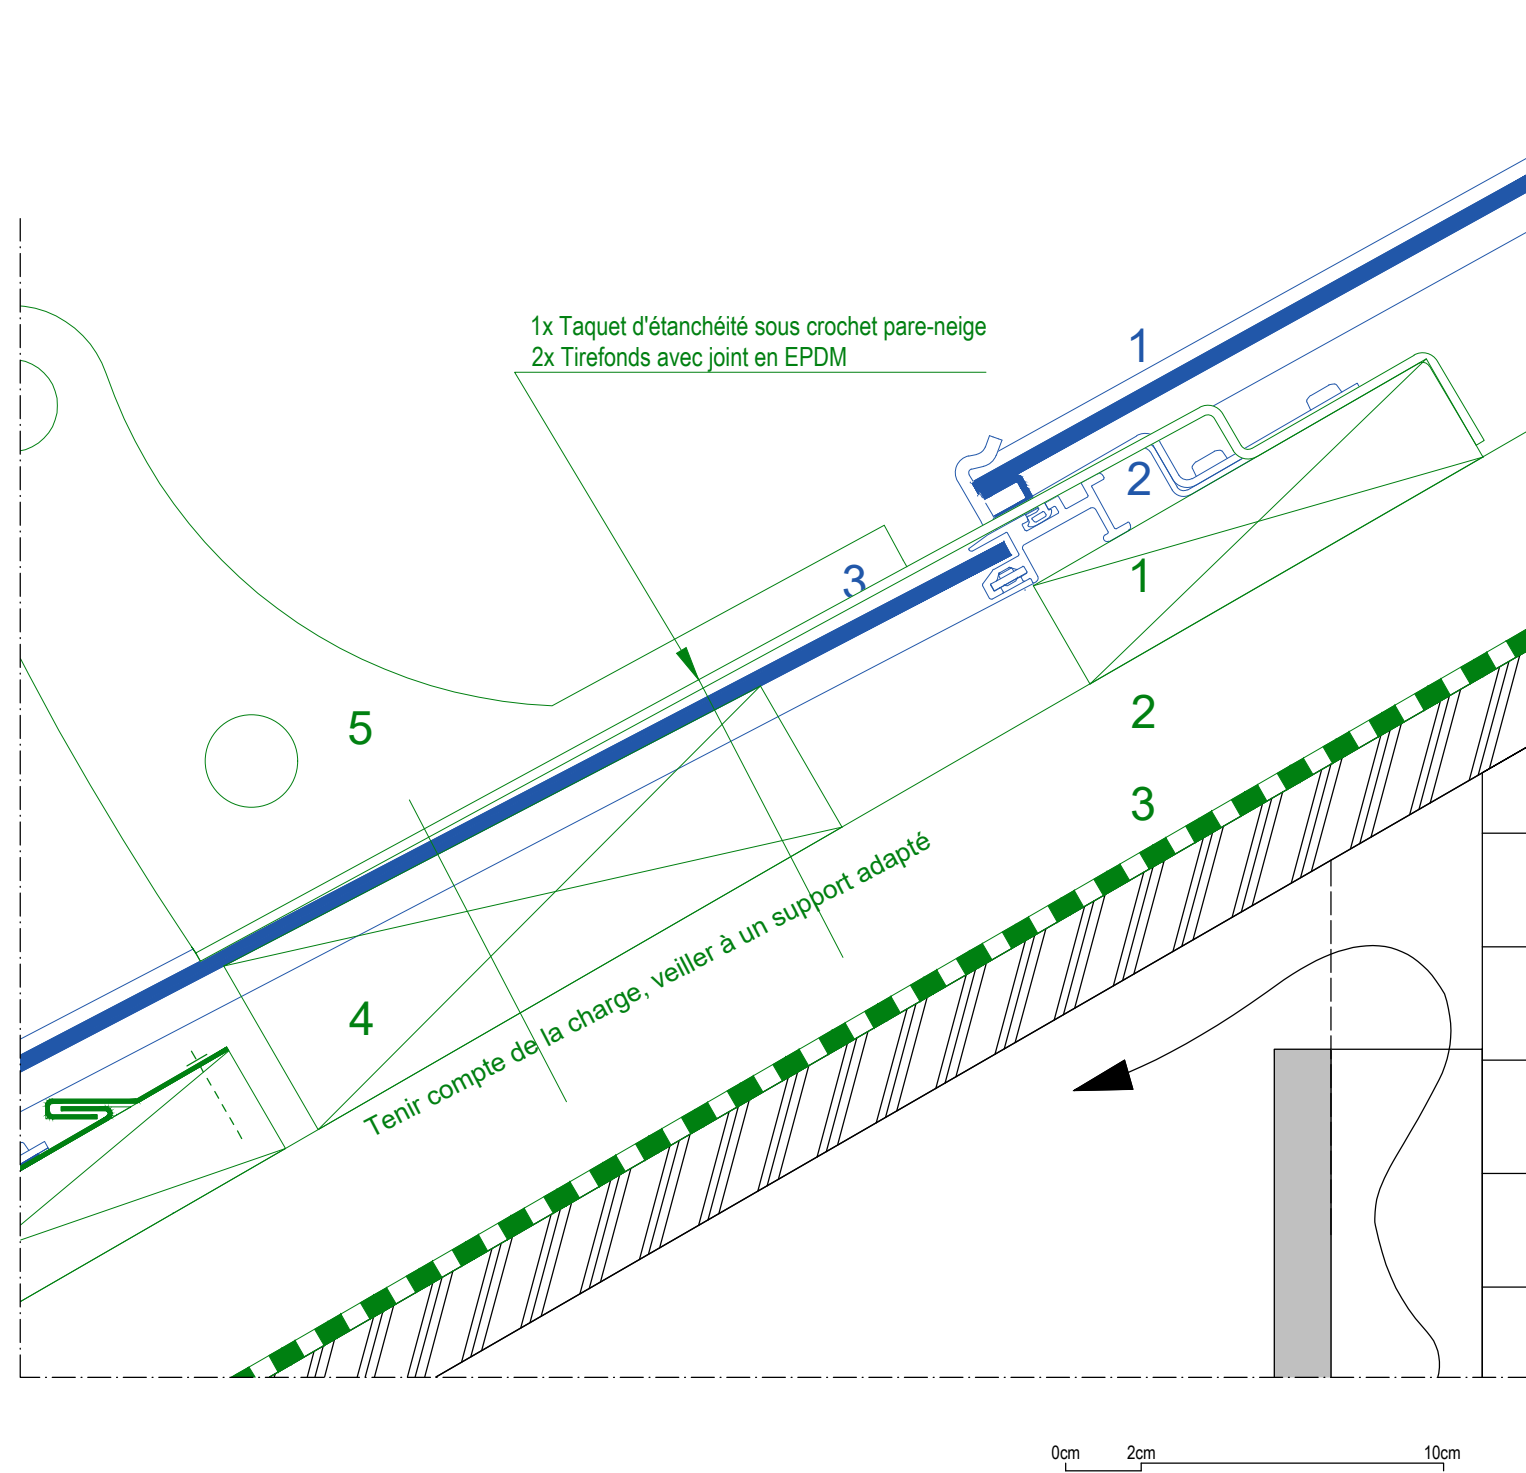 1x Taquet d'étanchéité sous crochet pare-neige
2x Tirefonds avec joint en EPDM
1
2
3
1
5
2
3
Tenir compte de la charge, veiller à un support adapté
4
0cm 2cm 10cm